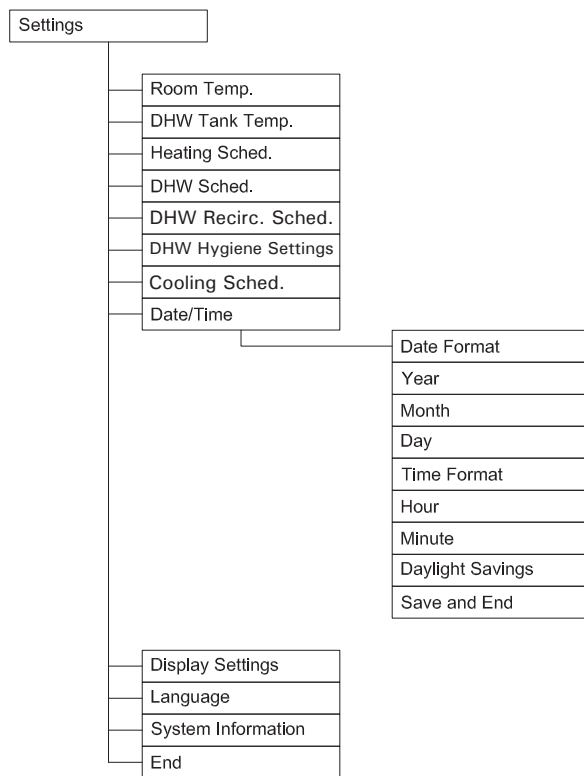 Settings
Room Temp.
DHW Tank Temp.
Heating Sched.
DHW Sched.
DHW Recirc. Sched.
DHW Hygiene Settings
Cooling Sched.
Date/Time
Date Format
Year
Month
Day
Time Format
Hour
Minute
Daylight Savings
Save and End
Display Settings
Language
System Information
End